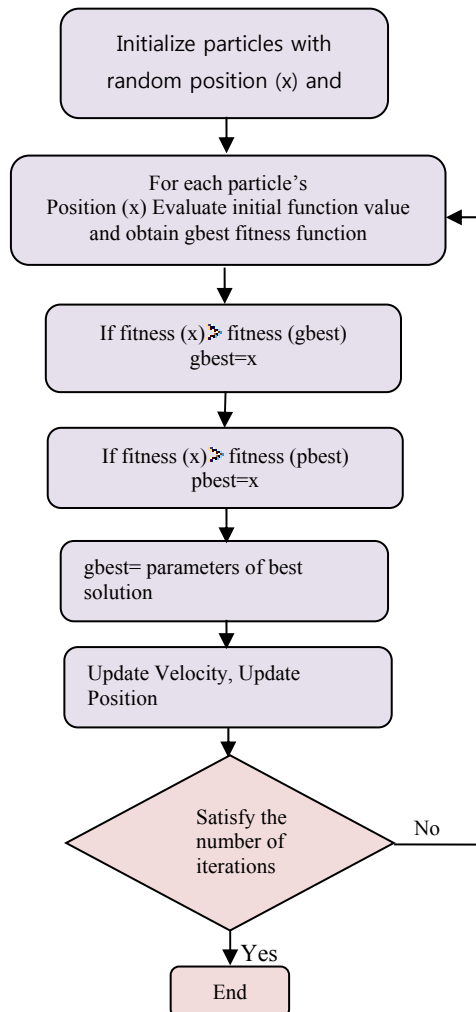 Initialize particles with
random position (x) and
For each particle’s
Position (x) Evaluate initial function value
and obtain gbest fitness function
If fitness (x)> fitness (gbest)
gbest=x
If fitness (x)> fitness (pbest)
pbest=x
gbest= parameters of best
solution
Update Velocity, Update
Position
Satisfy the
number of
iterations
No
Yes
End